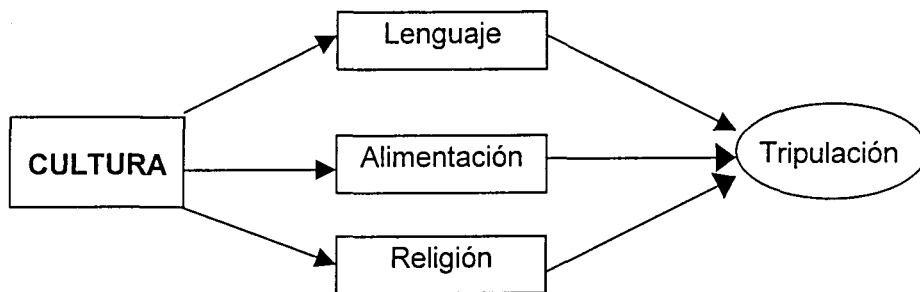 Lenguaje
CULTURA
Alimentación
Tripulación
Religión